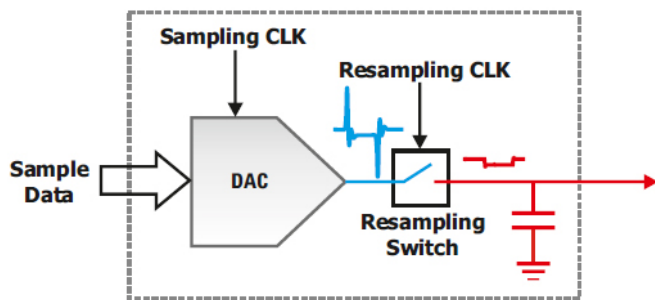 Sampling CLK
Resampling CLK
Sample
Data
DAC
Resampling
Switch